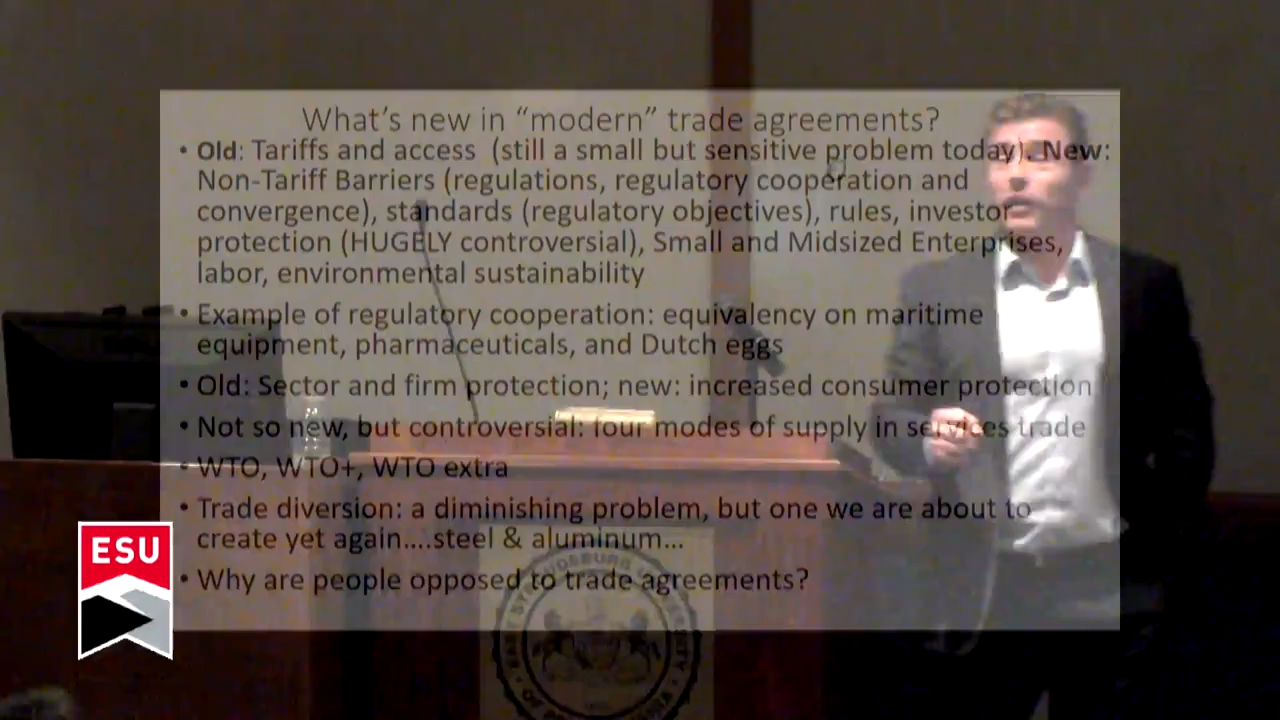 What's new in “modern” trade agreements?
• Old: Tariffs and access (still a small but sensitive problem today). New:
Non-Tariff Barriers (regulations, regulatory cooperation and
convergence), standards (regulatory objectives), rules, investor
protection (HUGELY controversial), Small and Midsized Enterprises,
labor, environmental sustainability
• Example of regulatory cooperation: equivalency on maritime
equipment, pharmaceuticals, and Dutch eggs
• Old: Sector and firm protection; new: increased consumer protection
• Not so new, but controversial: four modes of supply in services trade
• WTO, WTO+, WTO extra
• Trade diversion: a diminishing problem, but one we are about to
create yet again....steel & aluminum...
• Why are people opposed to trade agreements?
ESU